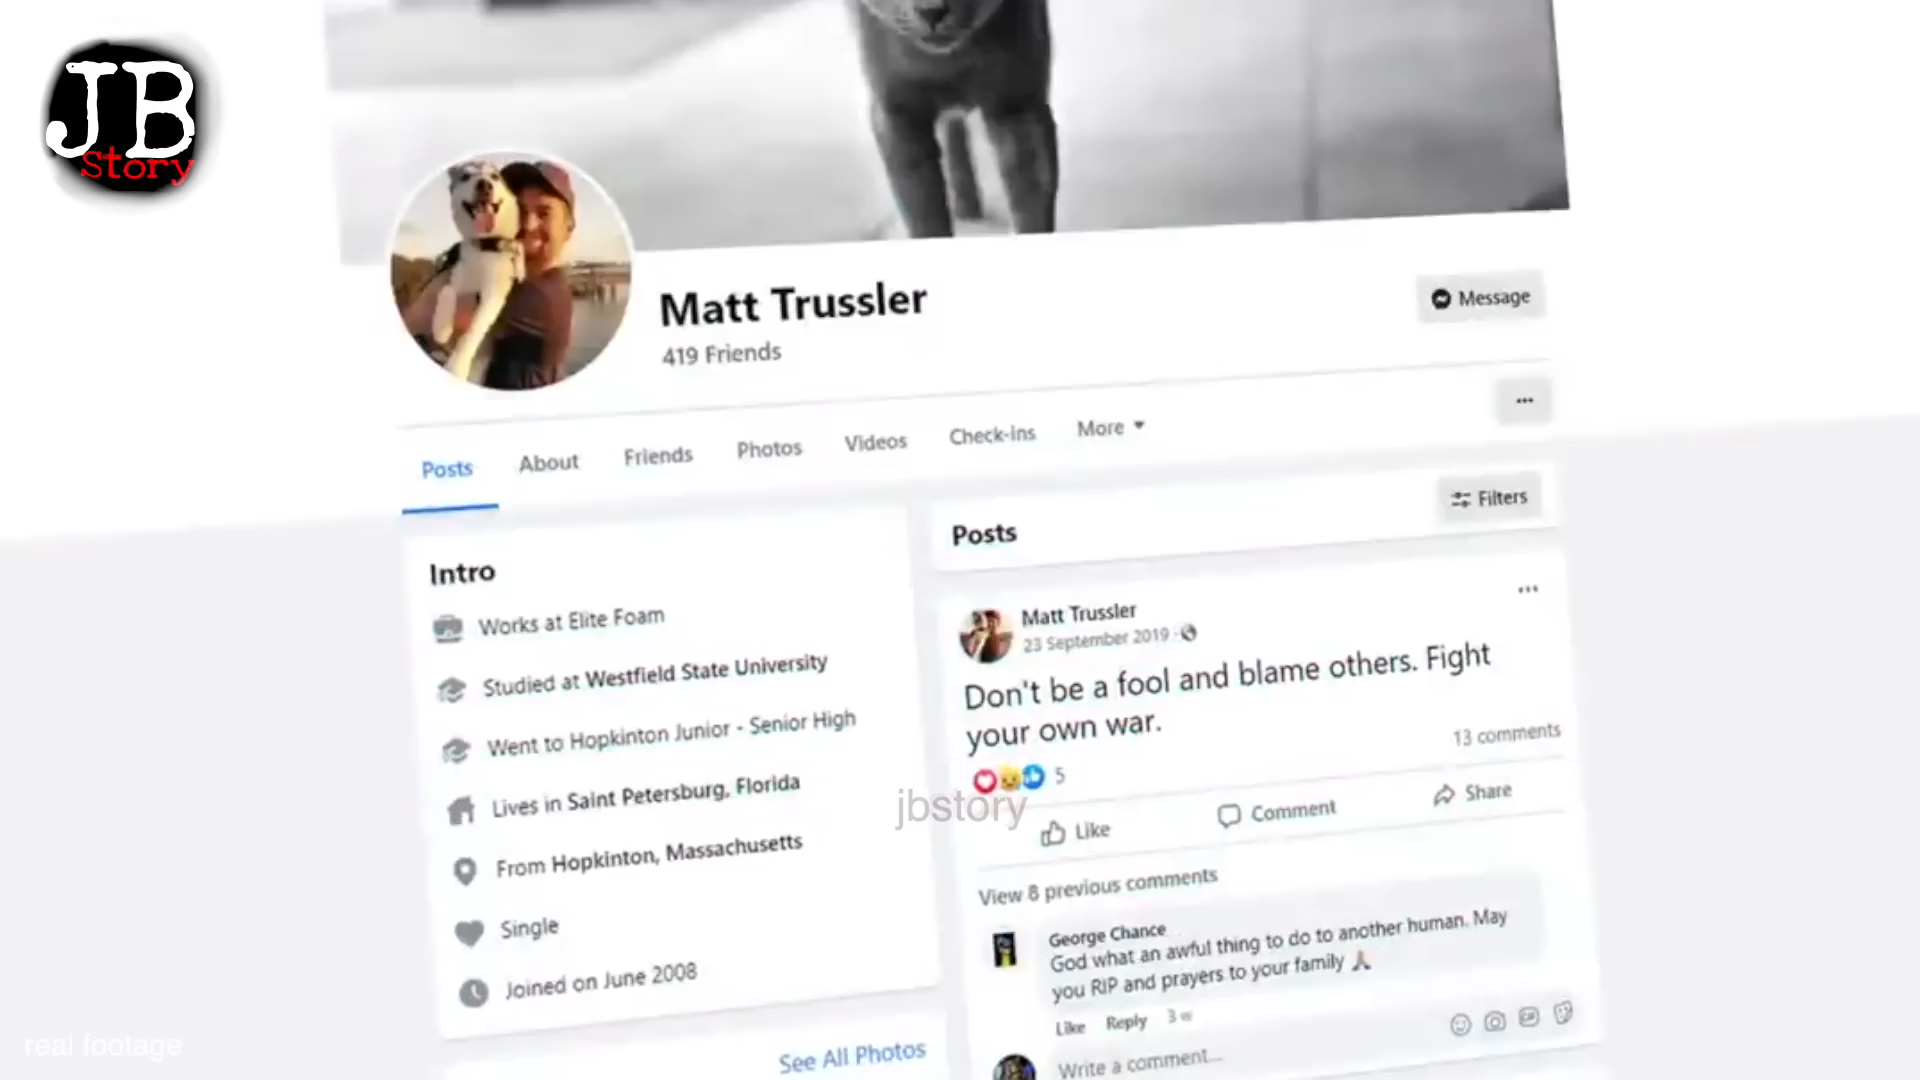 JB
Story
Matt Trussler
419 Friends
Message
Posts
About
Friends
Photos
Videos
Check-ins
More
Posts
Filters
Intro
Works at Elite Foam
Studied at Westfield State University
Went to Hopkinton Junior - Senior High
Lives in Saint Petersburg, Florida
From Hopkinton, Massachusetts
Single
Joined on June 2008
See All Photos
Matt Trussler
23 September 2019 ·
Don't be a fool and blame others. Fight
your own war.
5
13 comments
Like
Comment
Share
View 8 previous comments
George Chance
God what an awful thing to do to another human. May
you RIP and prayers to your family 🙏🏼
Like Reply 3 w
Write a comment...
jbstory
real footage